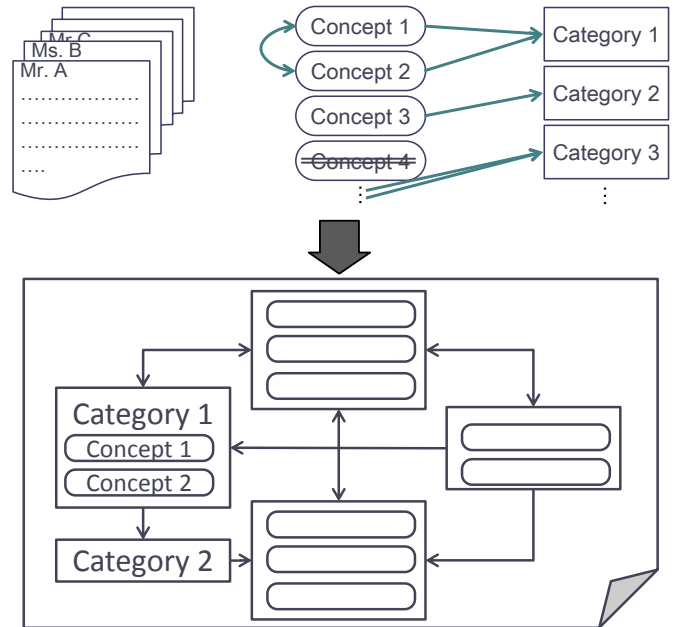 Mr. C
Ms. B
Mr. A
………………
………………
………………
….
Concept 1
Concept 2
Concept 3
Concept 4
⋮
Category 1
Category 2
Category 3
⋮
Category 1
Concept 1
Concept 2
Category 2